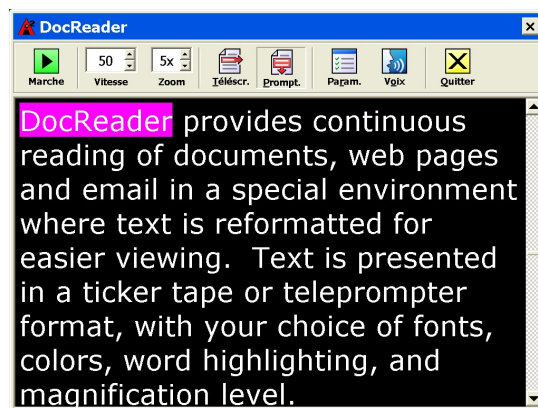 DocReader
50 5x
Marche Vitesse Zoom Téléscr. Prompt. Param. Voix Quitter
DocReader provides continuous
reading of documents, web pages
and email in a special environment
where text is reformatted for
easier viewing.  Text is presented
in a ticker tape or teleprompter
format, with your choice of fonts,
colors, word highlighting, and
magnification level.